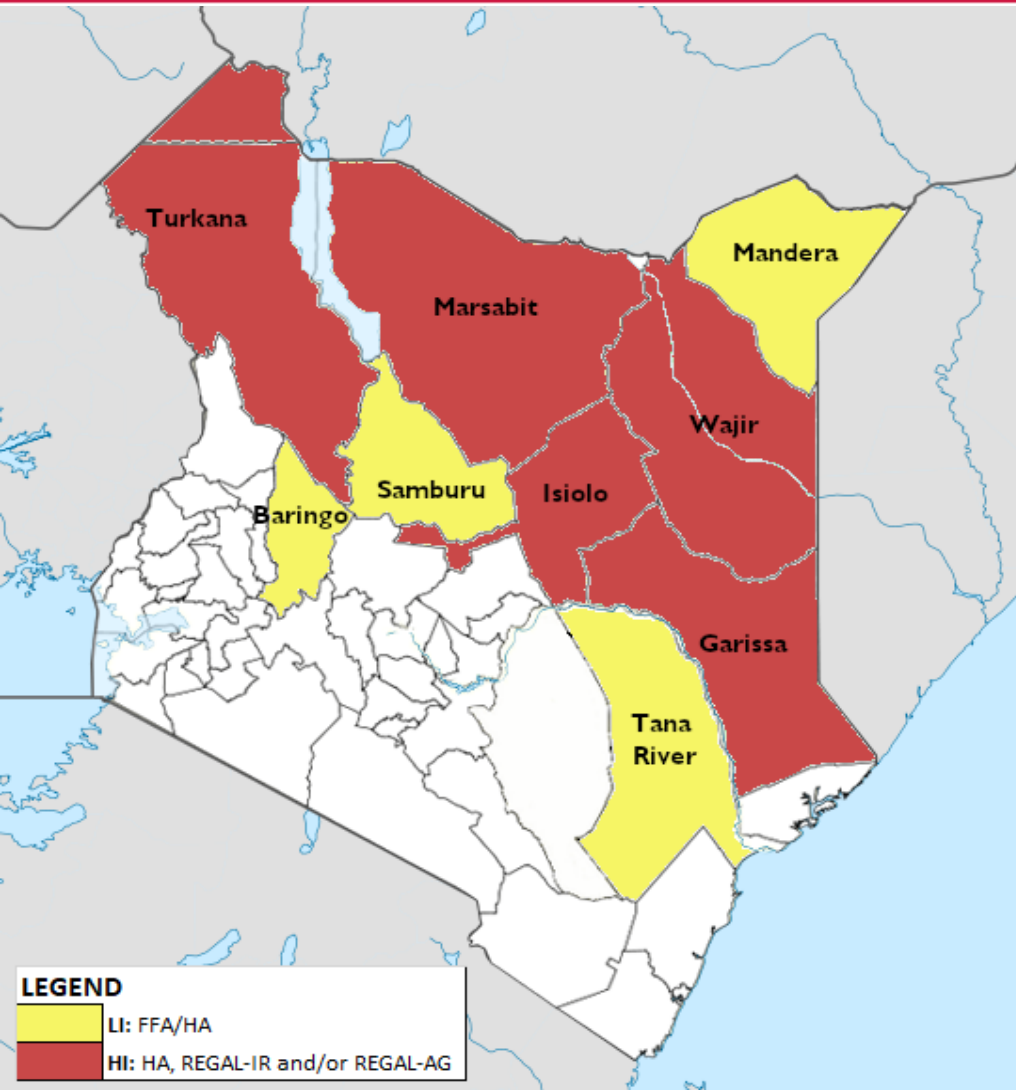 Turkana
Mandera
Marsabit
Wajir
Samburu
Isiolo
Baringo
Garissa
Tana
River
LEGEND
LI: FFA/HA
HI: HA, REGAL-IR and/or REGAL-AG